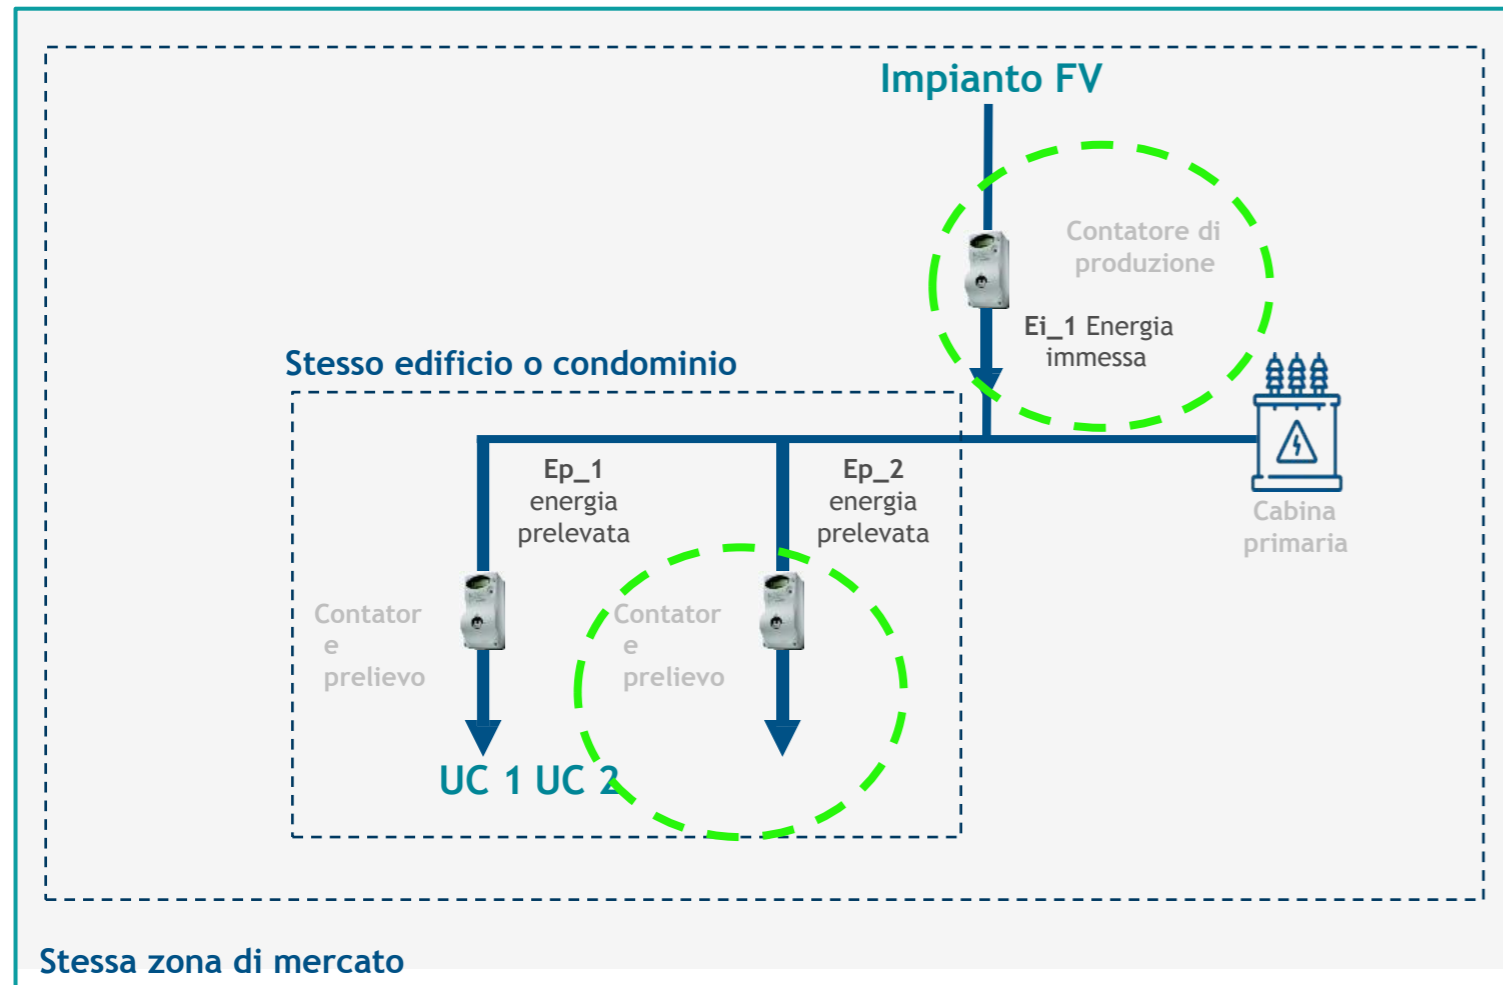 Impianto FV
Contatore di
produzione
Ei_1 Energia
immessa
Stesso edificio o condominio
Ep_1
energia
prelevata
Ep_2
energia
prelevata
Cabina
primaria
Contator
e
prelievo
Contator
e
prelievo
UC 1 UC 2
Stessa zona di mercato